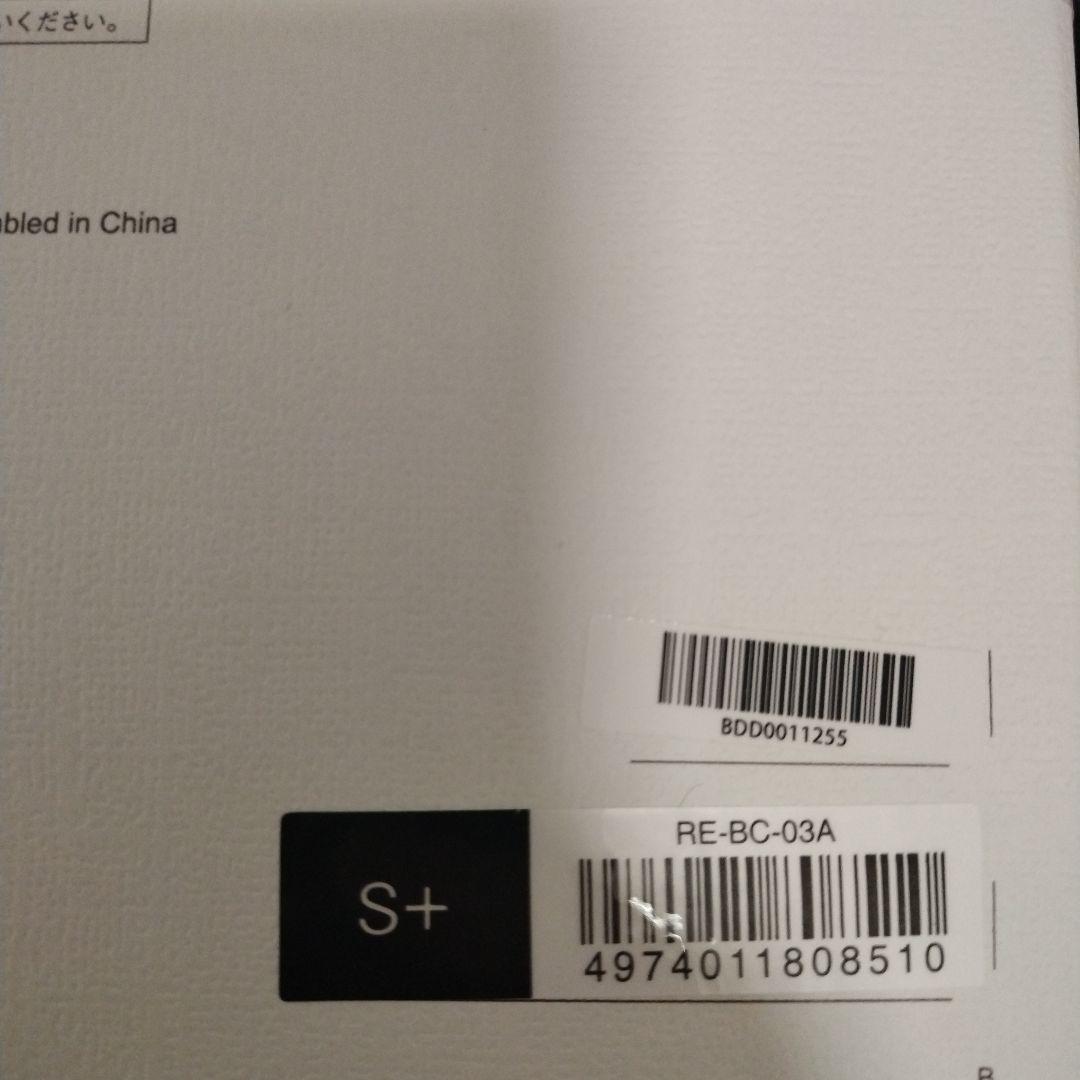 いください。
bled in China
BDD0011255
RE-BC-03A
S+
4974011808510
B